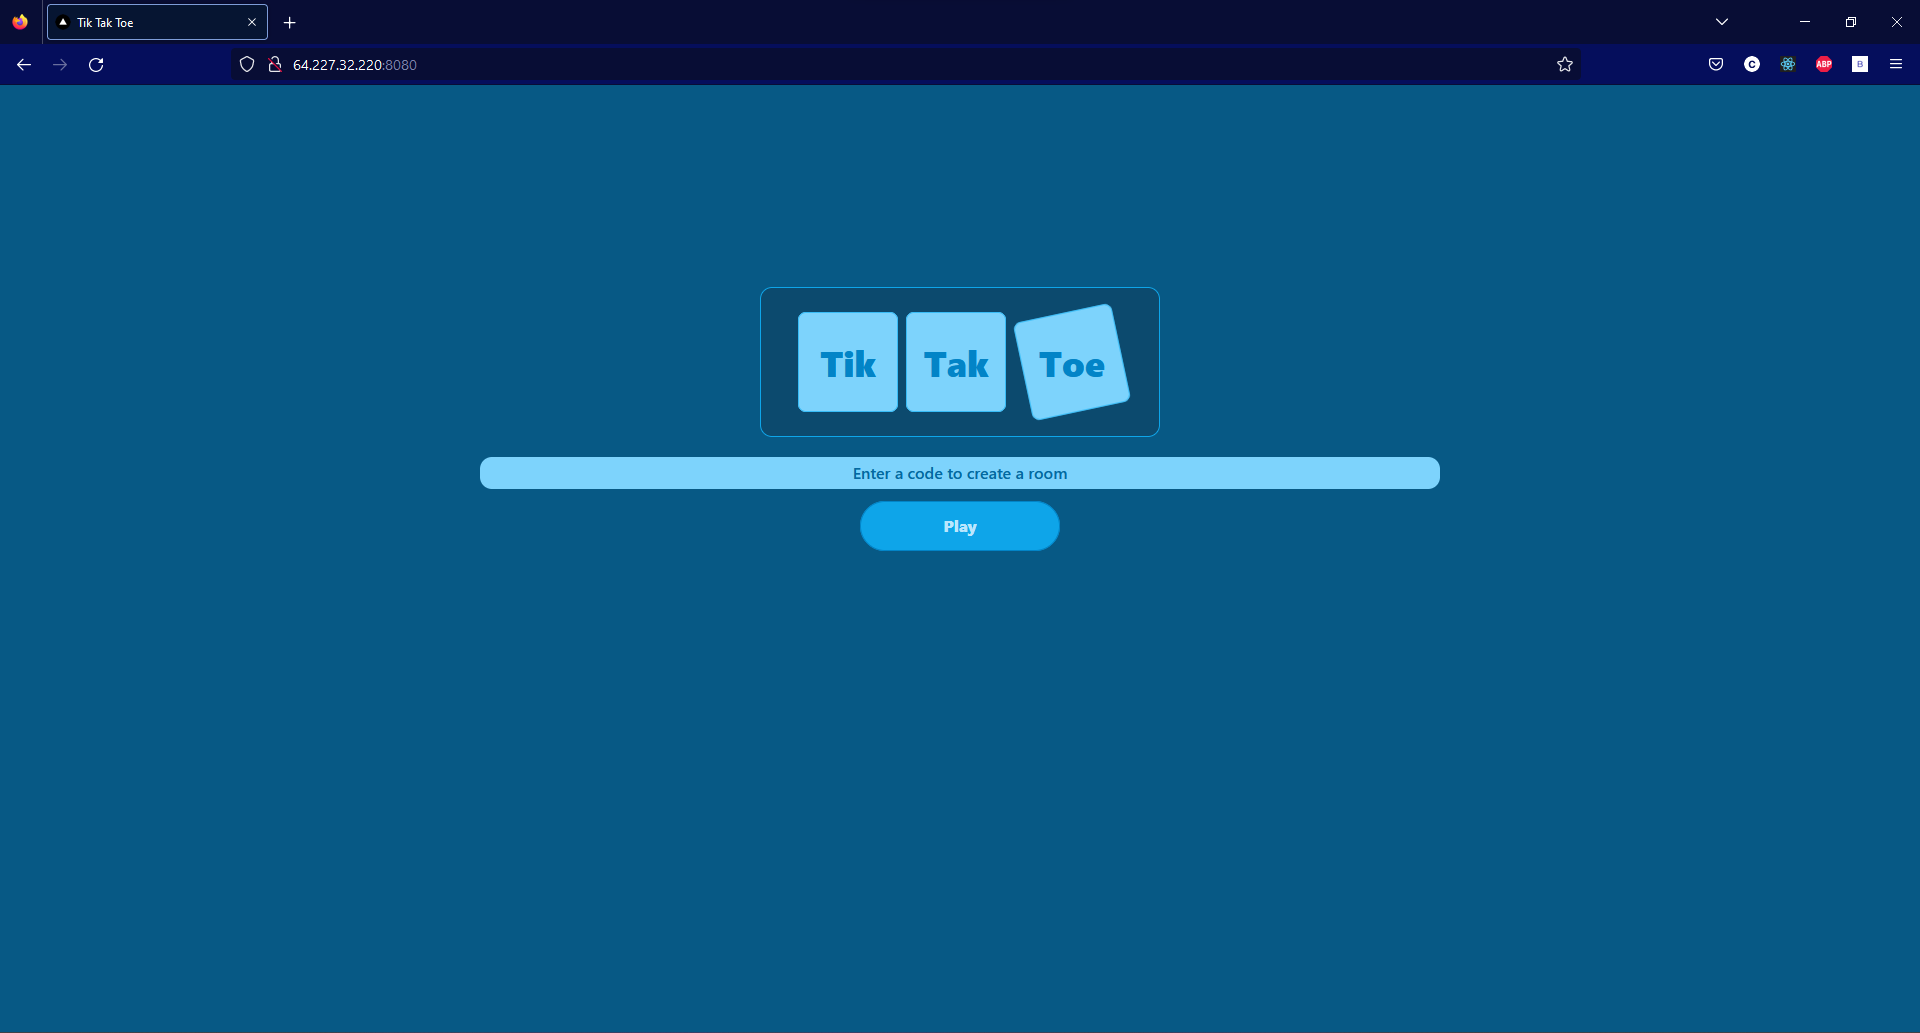 Tik Tak Toe
64.227.32.220:8080
C
ABP
B
Tik Tak Toe
Enter a code to create a room
Play